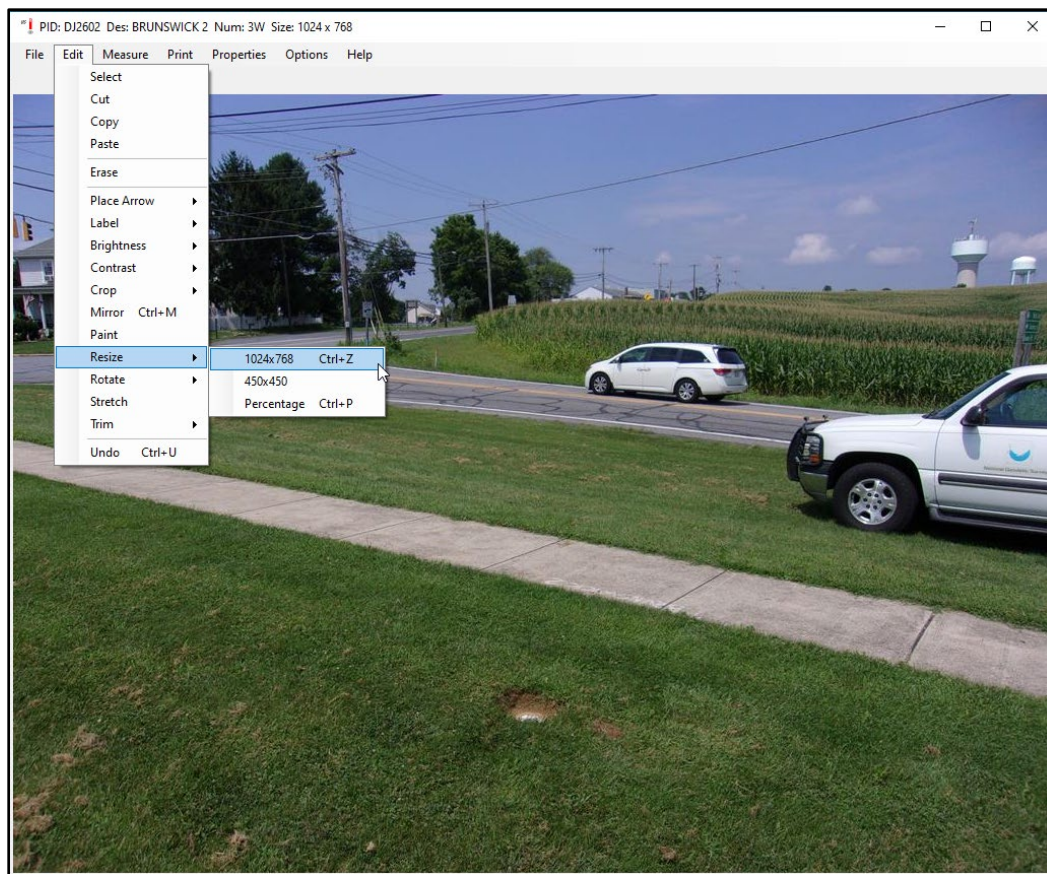 PID: DJ2602 Des: BRUNSWICK 2 Num: 3W Size: 1024 x 768
File Edit Measure Print Properties Options Help
Select
Cut
Copy
Paste
Erase
Place Arrow
Label
Brightness
Contrast
Crop
Mirror Ctrl+M
Paint
Resize
1024x768 Ctrl+Z
Rotate
450x450
Stretch
Percentage Ctrl+P
Trim
Undo Ctrl+U